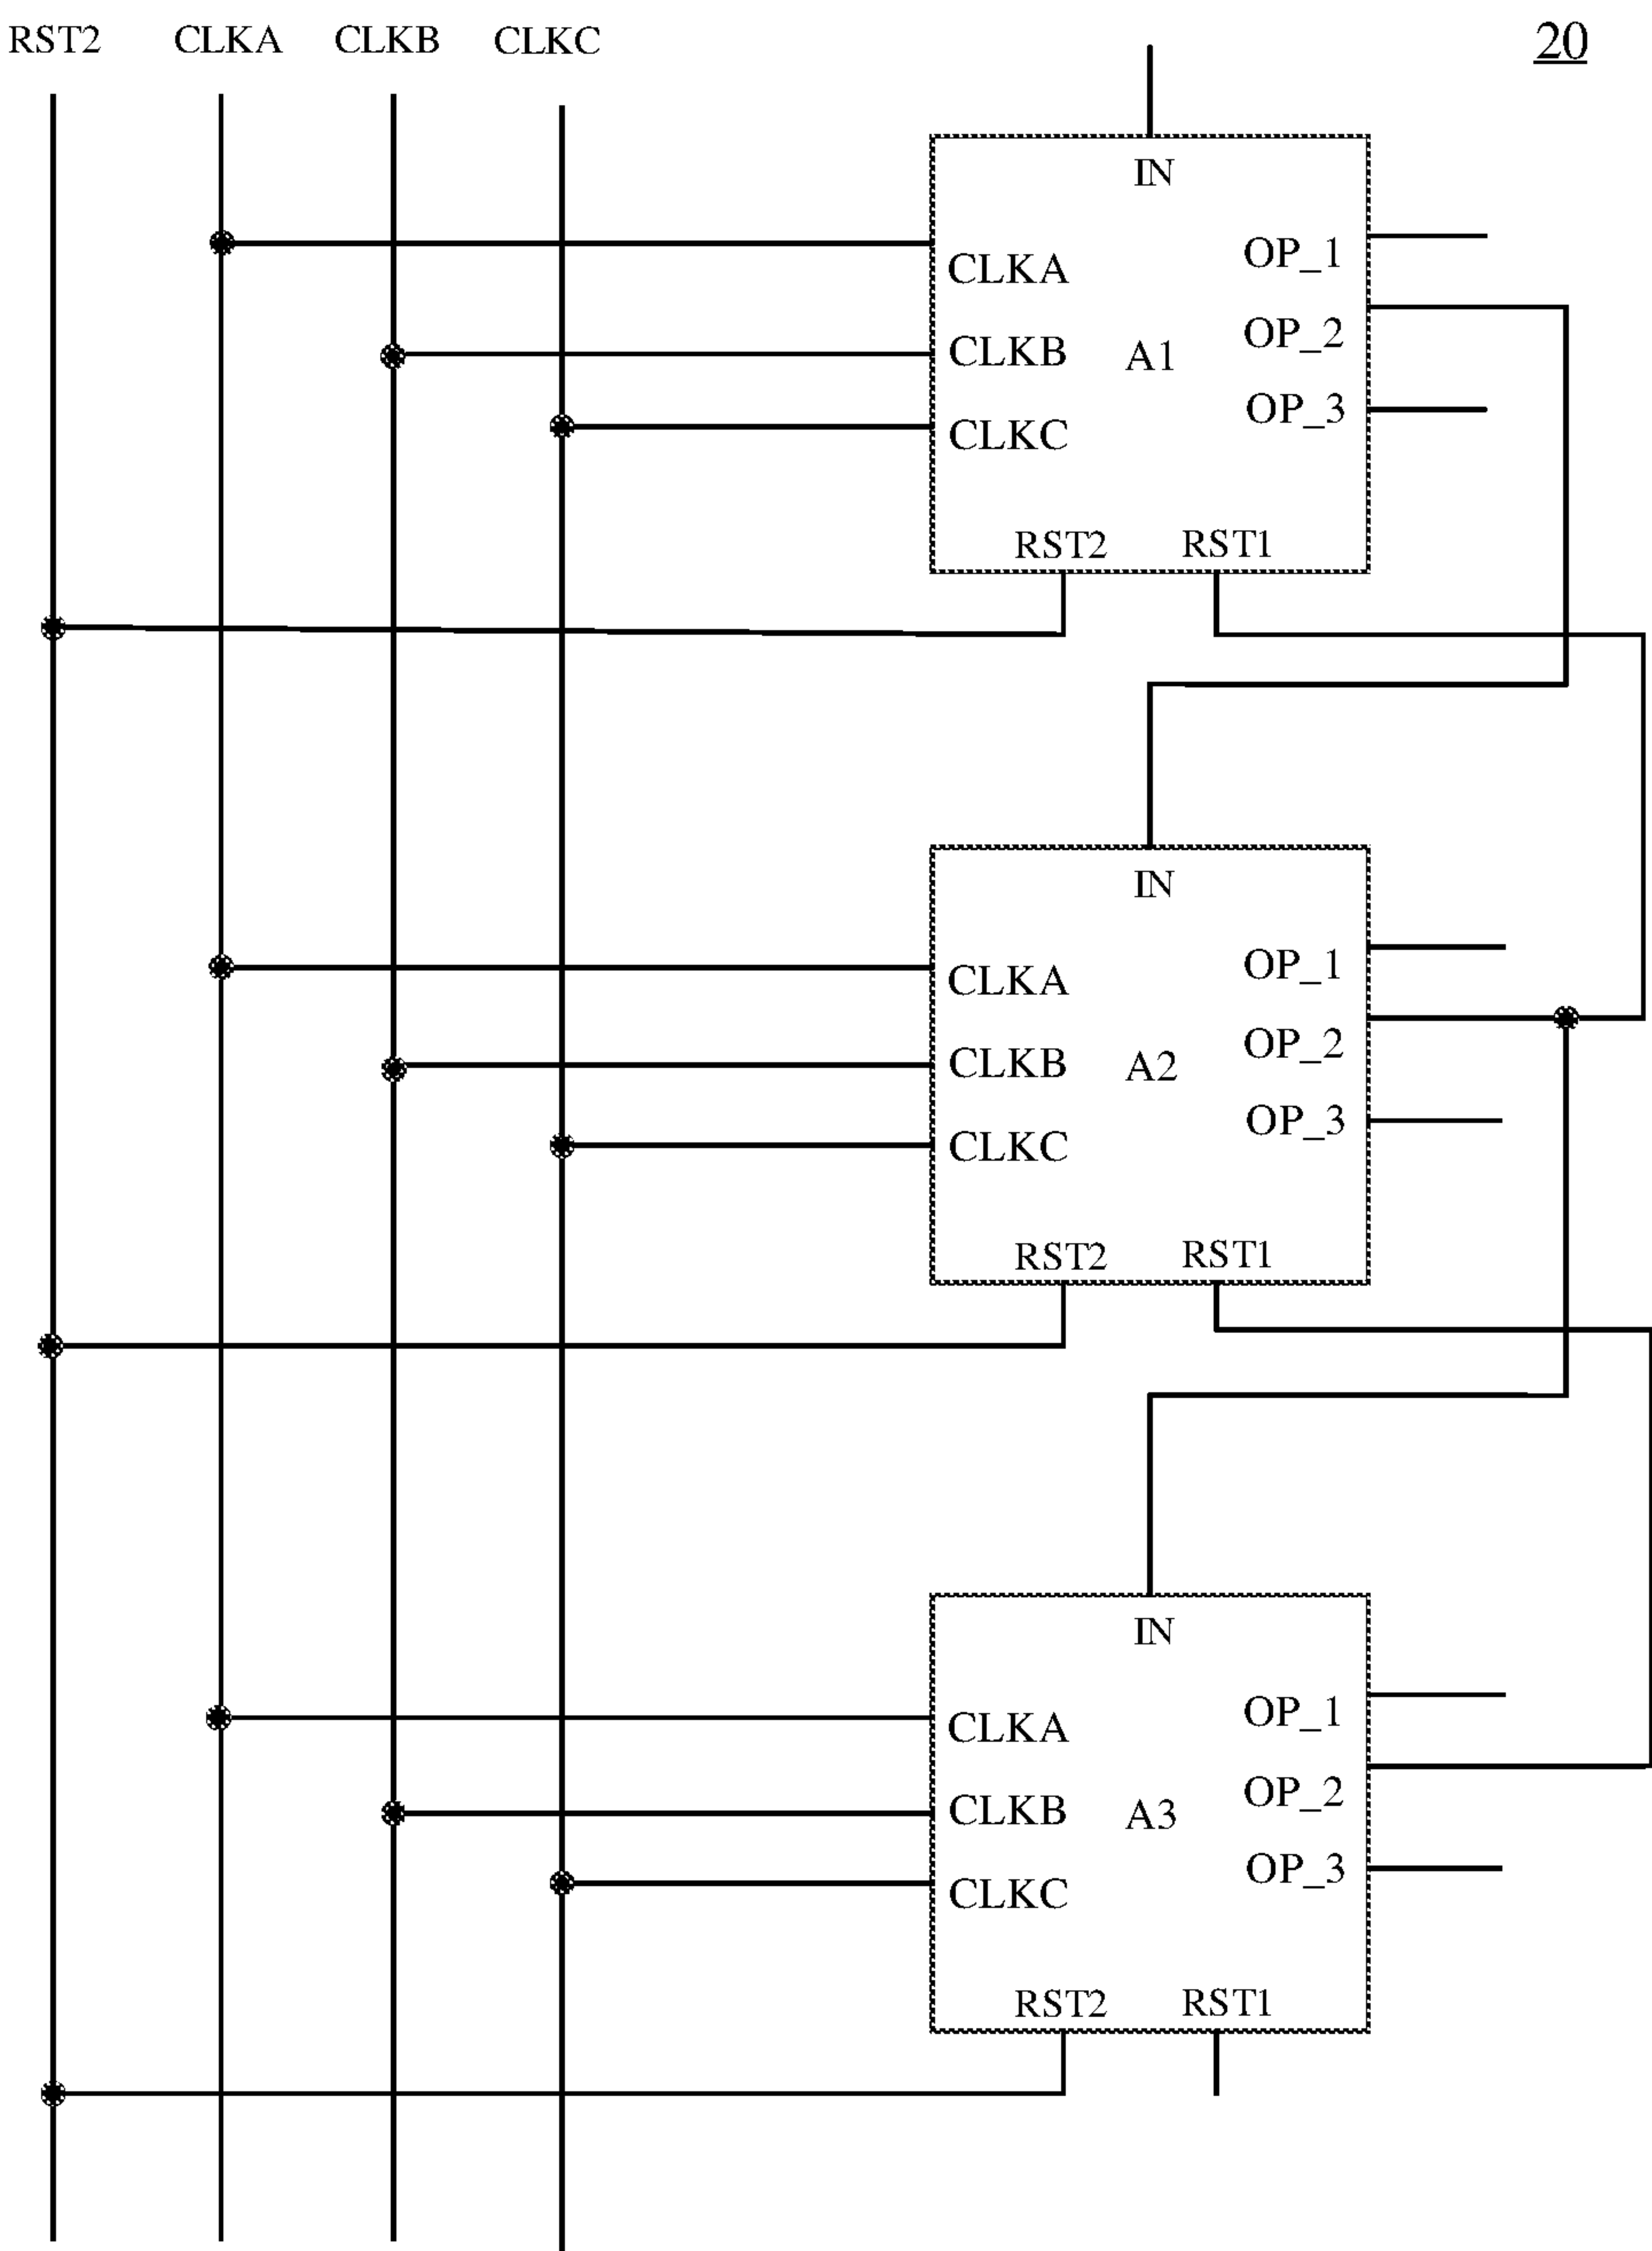 RST2 CLKA CLKB CLKC 20
IN
OP_1
CLKA
OP_2
CLKB A1
OP_3
CLKC
RST2 RST1
IN
OP_1
CLKA
OP_2
CLKB A2
OP_3
CLKC
RST2 RST1
IN
OP_1
CLKA
OP_2
CLKB A3
OP_3
CLKC
RST2 RST1